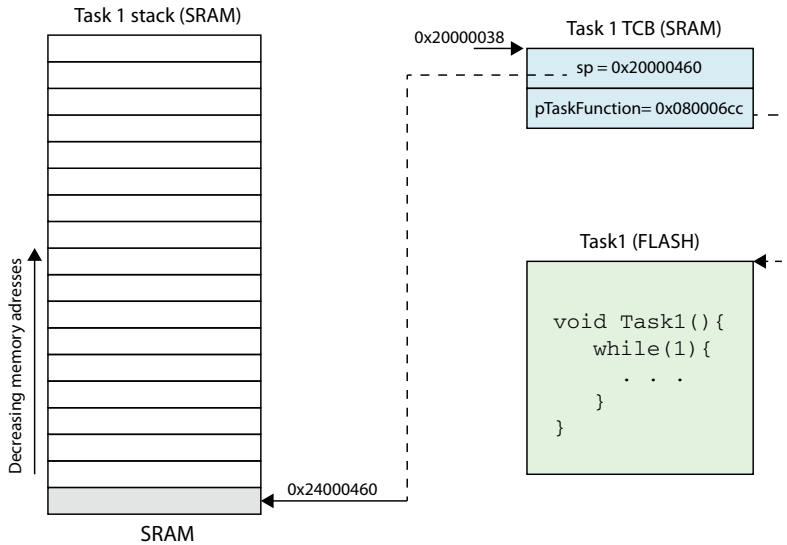 Task 1 stack (SRAM)
0x20000038
Task 1 TCB (SRAM)
sp = 0x20000460
pTaskFunction= 0x080006cc
Decreasing memory adresses
Task1 (FLASH)
void Task1(){
while(1){
. . .
}
}
0x24000460
SRAM